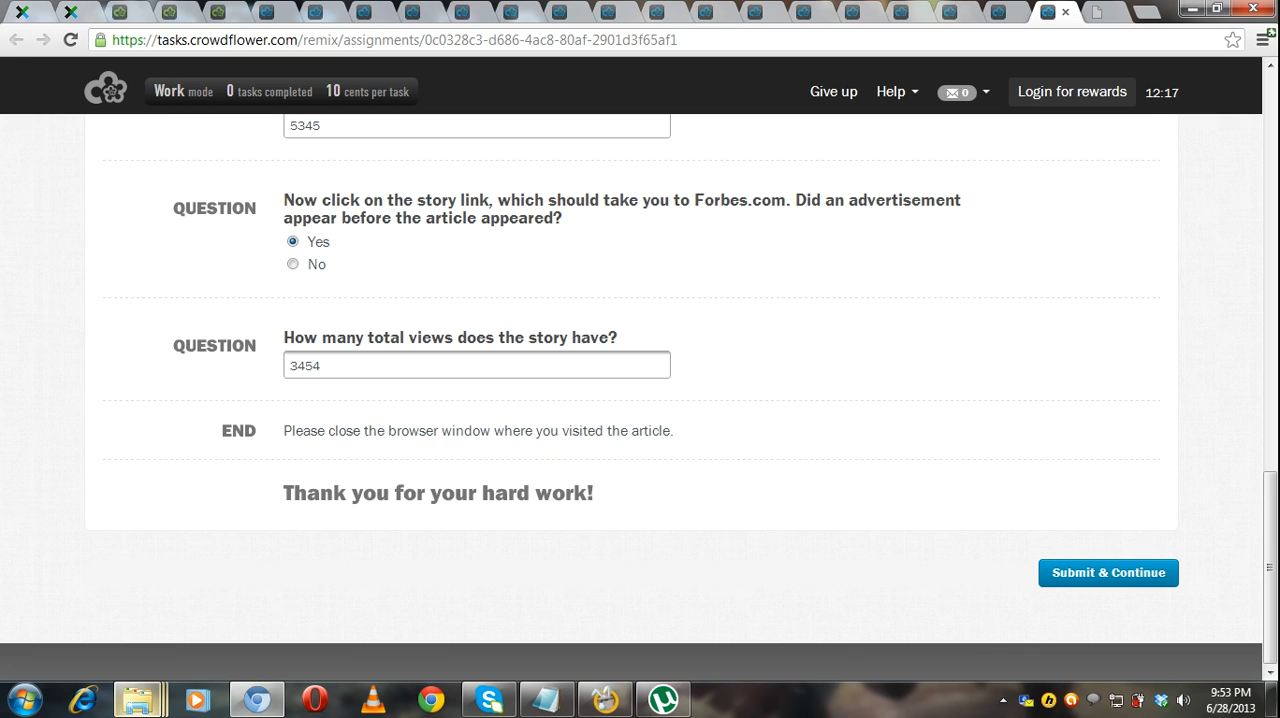 https://tasks.crowdflower.com/remix/assignments/0c0328c3-d686-4ac8-80af-2901d3f65af1
Work mode 0 tasks completed 10 cents per task
Give up Help 0 Login for rewards 12:17
5345
QUESTION Now click on the story link, which should take you to Forbes.com. Did an advertisement
appear before the article appeared?
Yes
No
QUESTION How many total views does the story have?
3454
END Please close the browser window where you visited the article.
Thank you for your hard work!
Submit & Continue
9:53 PM
6/28/2013